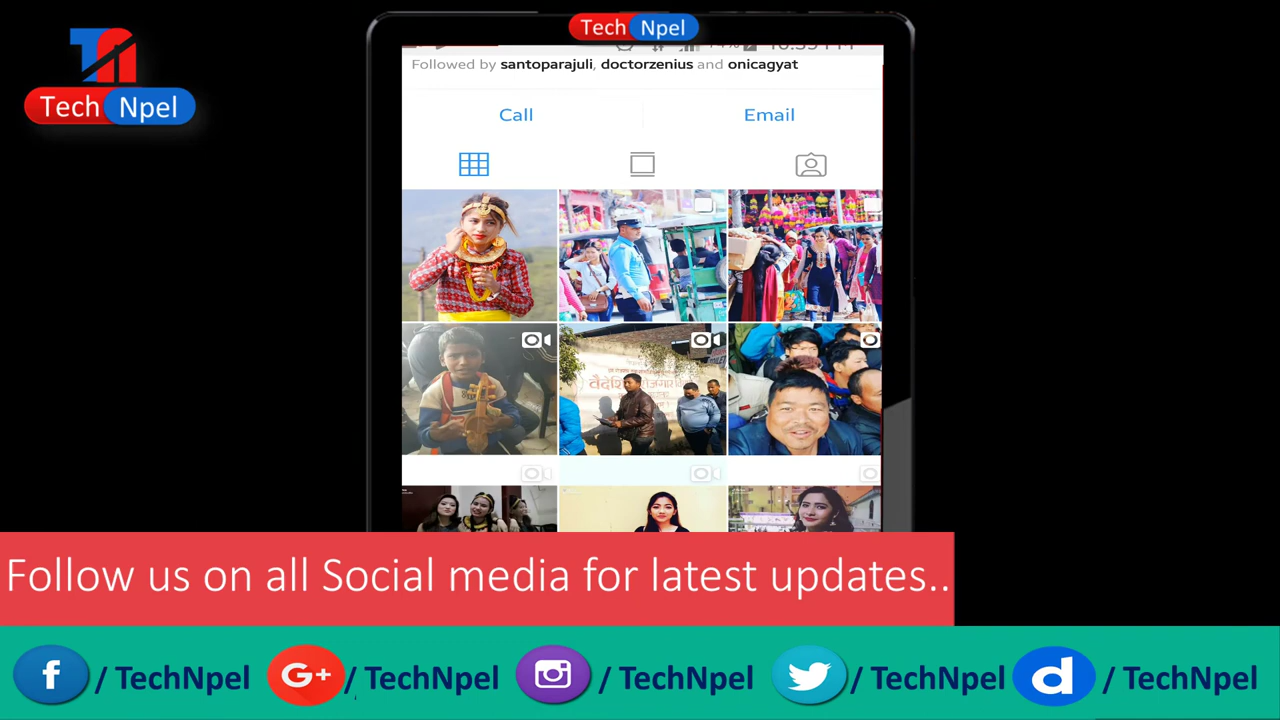 Tech Npel
Tech Npel
Followed by santoparajuli, doctorzenius and onicagyat
Call Email
Follow us on all Social media for latest updates..
f / TechNpel G+ / TechNpel / TechNpel / TechNpel d / TechNpel